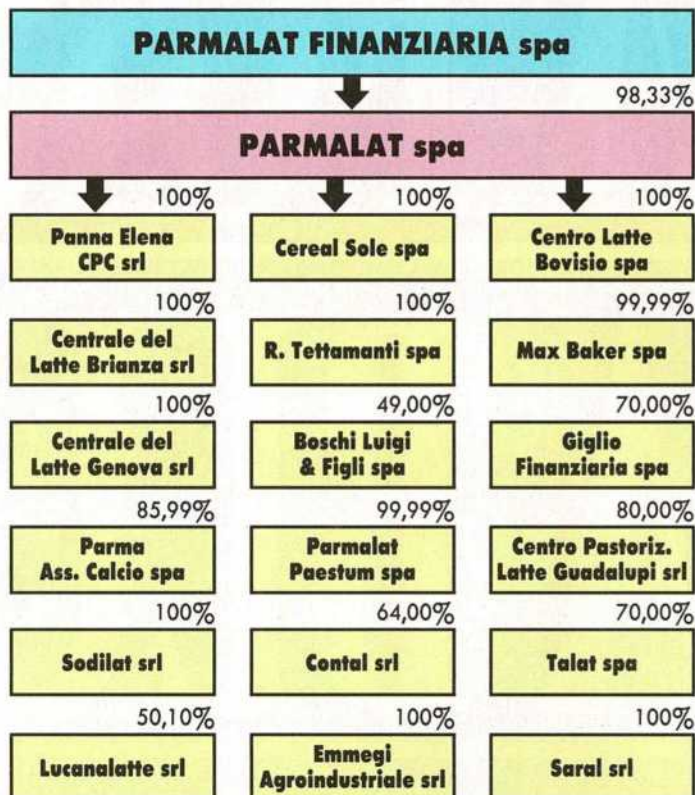 PARMALAT FINANZIARIA spa
98,33%
PARMALAT spa
100%
Panna Elena
CPC srl
100%
Cereal Sole spa
100%
Centro Latte
Bovisio spa
100%
Centrale del
Latte Brianza srl
100%
R. Tettamanti spa
99,99%
Max Baker spa
100%
Centrale del
Latte Genova srl
49,00%
Boschi Luigi
& Figli spa
70,00%
Giglio
Finanziaria spa
85,99%
Parma
Ass. Calcio spa
99,99%
Parmalat
Paestum spa
80,00%
Centro Pastoriz.
Latte Guadalupi srl
100%
Sodilat srl
64,00%
Contal srl
70,00%
Talat spa
50,10%
Lucanalatte srl
100%
Emmegi
Agroindustriale srl
100%
Saral srl